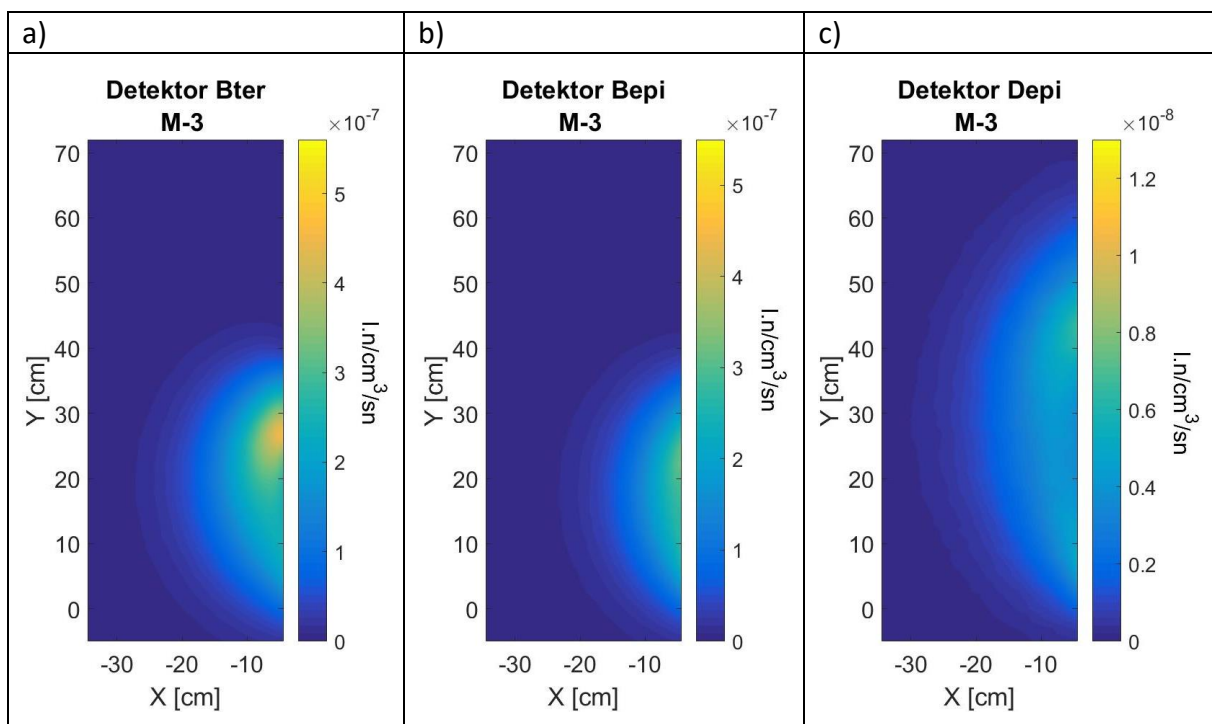 a)
b)
c)
Detektor Bter
M-3
×10⁻⁷
70
60
50
40
30
20
10
0
Y [cm]
-30 -20 -10
X [cm]
5
4
3
2
1
0
I.n/cm³/sn
Detektor Bepi
M-3
×10⁻⁷
70
60
50
40
30
20
10
0
Y [cm]
-30 -20 -10
X [cm]
5
4
3
2
1
0
I.n/cm³/sn
Detektor Depi
M-3
×10⁻⁸
70
60
50
40
30
20
10
0
Y [cm]
-30 -20 -10
X [cm]
1.2
1
0.8
0.6
0.4
0.2
0
I.n/cm³/sn